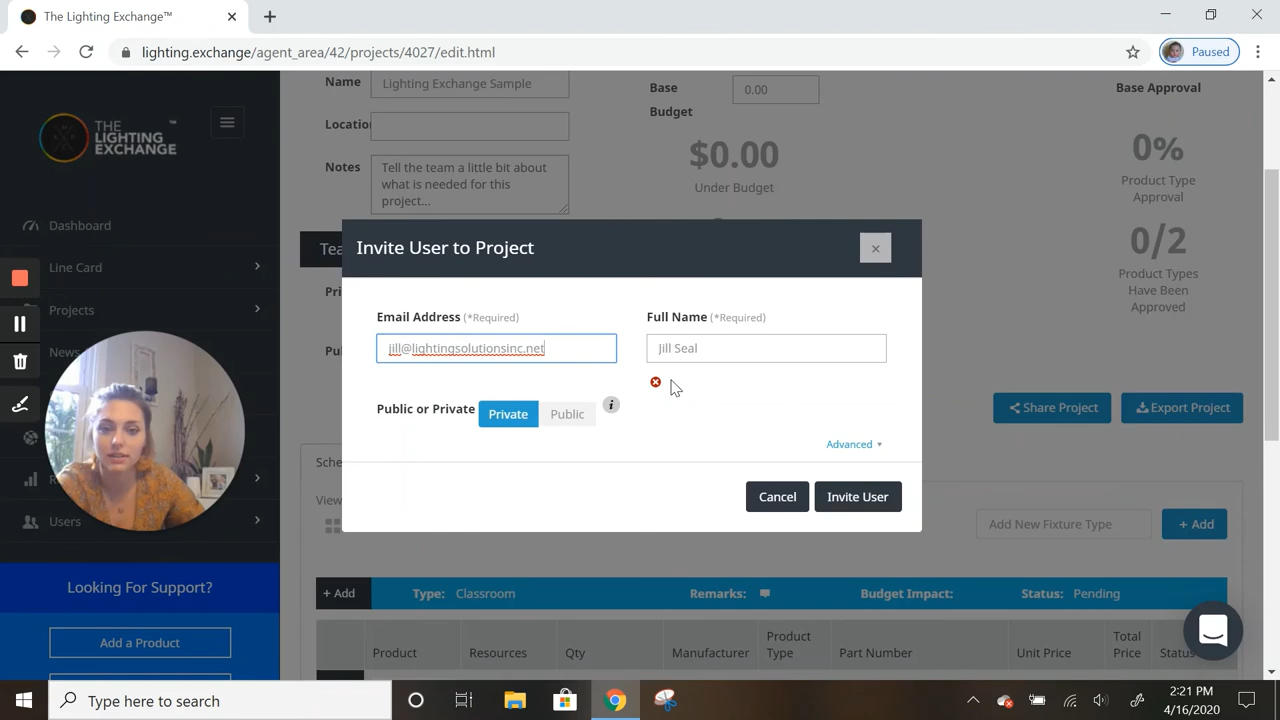 The Lighting Exchange™
lighting.exchange/agent_area/42/projects/4027/edit.html
Paused
THE
LIGHTING
EXCHANGE
™
Dashboard
Line Card
Projects
News
Users
Looking For Support?
Add a Product
Name
Lighting Exchange Sample
Notes
Tell the team a little bit about
what is needed for this
project...
Base
Budget
0.00
$0.00
Under Budget
Base Approval
0%
Product Type
Approval
0/2
Product Types
Have Been
Approved
Invite User to Project
×
Email Address (*Required)
Full Name (*Required)
jill@lightingsolutionsinc.net
Jill Seal
Public or Private
Private
Public
i
Advanced
Cancel
Invite User
Share Project
Export Project
Add New Fixture Type
+ Add
+ Add
Type: Classroom
Remarks:
Budget Impact:
Status: Pending
Product
Resources
Qty
Manufacturer
Product
Type
Part Number
Unit Price
Total
Price
Status
Type here to search
2:21 PM
4/16/2020